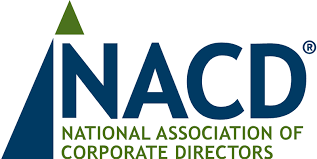 NACD®
NATIONAL ASSOCIATION OF
CORPORATE DIRECTORS